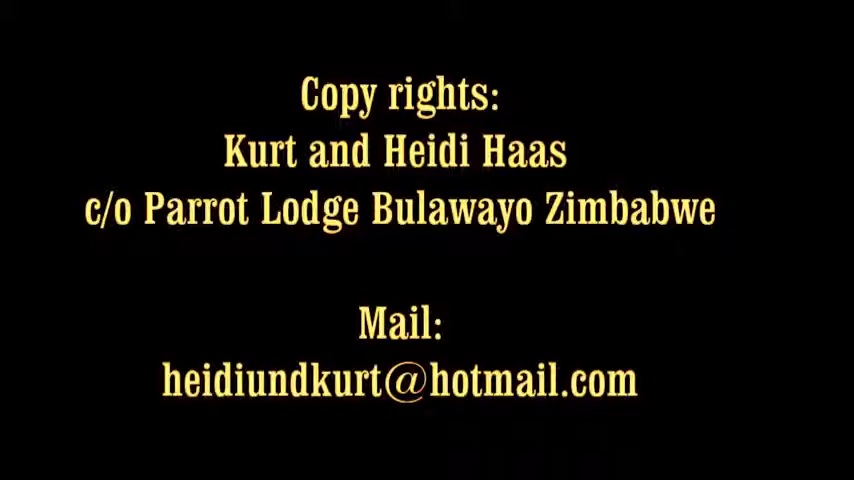 Copy rights:
Kurt and Heidi Haas
c/o Parrot Lodge Bulawayo Zimbabwe
Mail:
heidiundkurt@hotmail.com